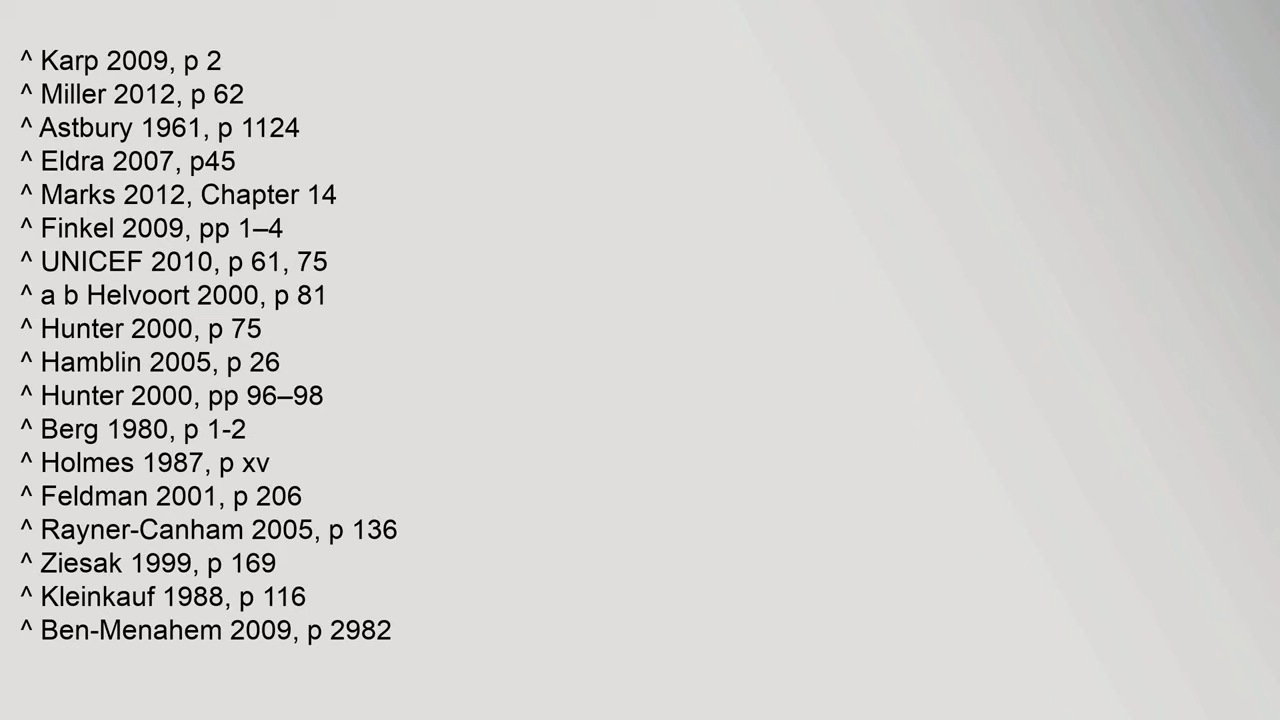 ^ Karp 2009, p 2
^ Miller 2012, p 62
^ Astbury 1961, p 1124
^ Eldra 2007, p45
^ Marks 2012, Chapter 14
^ Finkel 2009, pp 1–4
^ UNICEF 2010, p 61, 75
^ a b Helvoort 2000, p 81
^ Hunter 2000, p 75
^ Hamblin 2005, p 26
^ Hunter 2000, pp 96–98
^ Berg 1980, p 1-2
^ Holmes 1987, p xv
^ Feldman 2001, p 206
^ Rayner-Canham 2005, p 136
^ Ziesak 1999, p 169
^ Kleinkauf 1988, p 116
^ Ben-Menahem 2009, p 2982